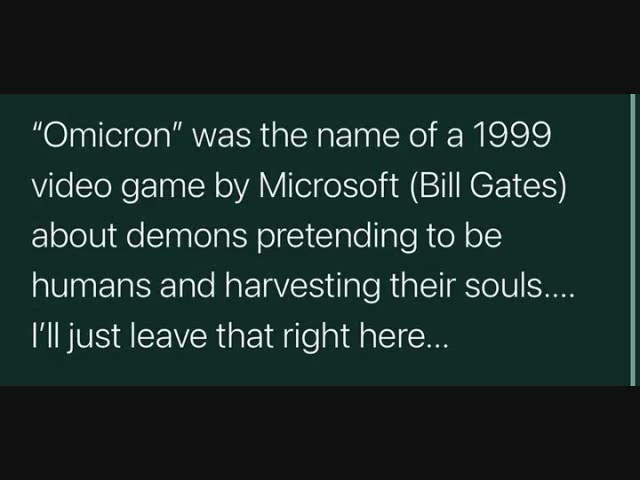 “Omicron” was the name of a 1999
video game by Microsoft (Bill Gates)
about demons pretending to be
humans and harvesting their souls....
I’ll just leave that right here...